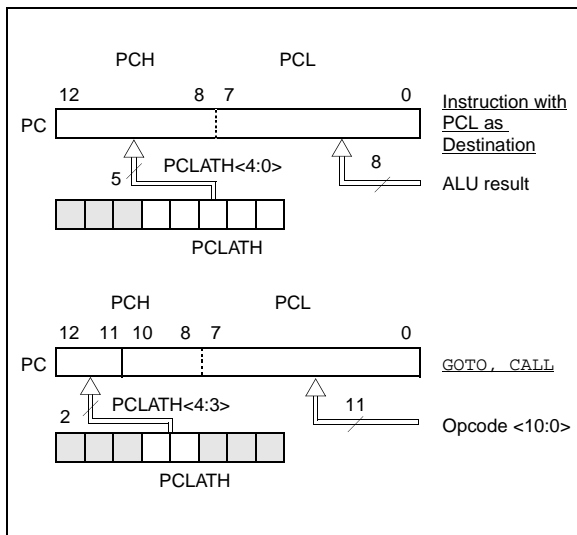 PCH PCL
12 8 7 0
PC
Instruction with
PCL as
Destination
5 PCLATH<4:0> 8
ALU result
PCLATH
PCH PCL
12 11 10 8 7 0
PC GOTO, CALL
2 PCLATH<4:3> 11
Opcode <10:0>
PCLATH